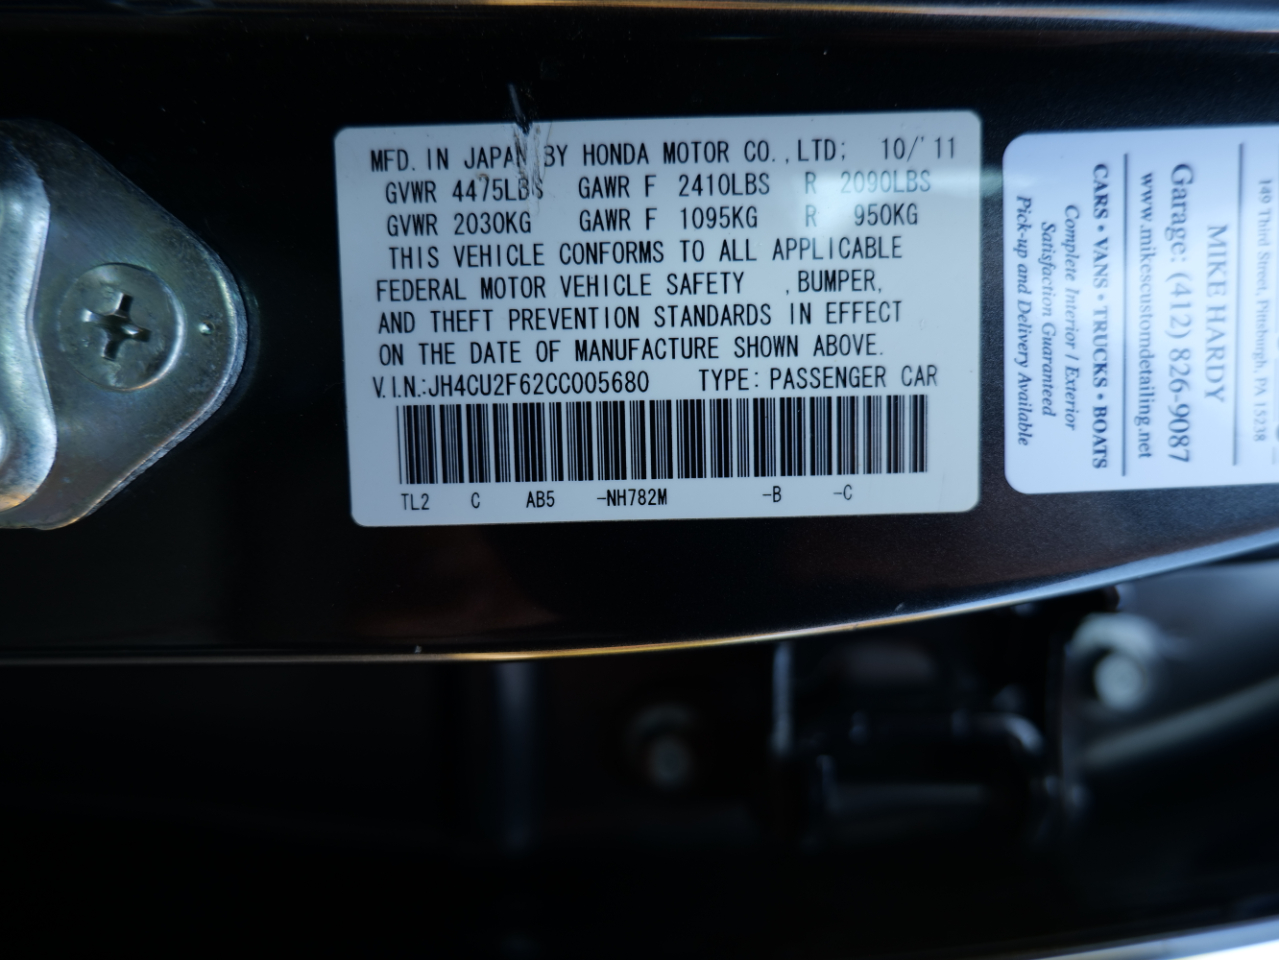 MFD. IN JAPAN BY HONDA MOTOR CO., LTD; 10/'11
GVWR 4475LBS GAWR F 2410LBS R 2090LBS
GVWR 2030KG GAWR F 1095KG R 950KG
THIS VEHICLE CONFORMS TO ALL APPLICABLE
FEDERAL MOTOR VEHICLE SAFETY , BUMPER,
AND THEFT PREVENTION STANDARDS IN EFFECT
ON THE DATE OF MANUFACTURE SHOWN ABOVE.
V.I.N.:JH4CU2F62CC005680 TYPE: PASSENGER CAR
TL2 C AB5 -NH782M -B -C
149 Third Street, Pittsburgh, PA 15238
MIKE HARDY
Garage: (412) 826-9087
www.mikescustomdetailing.net
CARS • VANS • TRUCKS • BOATS
Complete Interior / Exterior
Satisfaction Guaranteed
Pick-up and Delivery Available